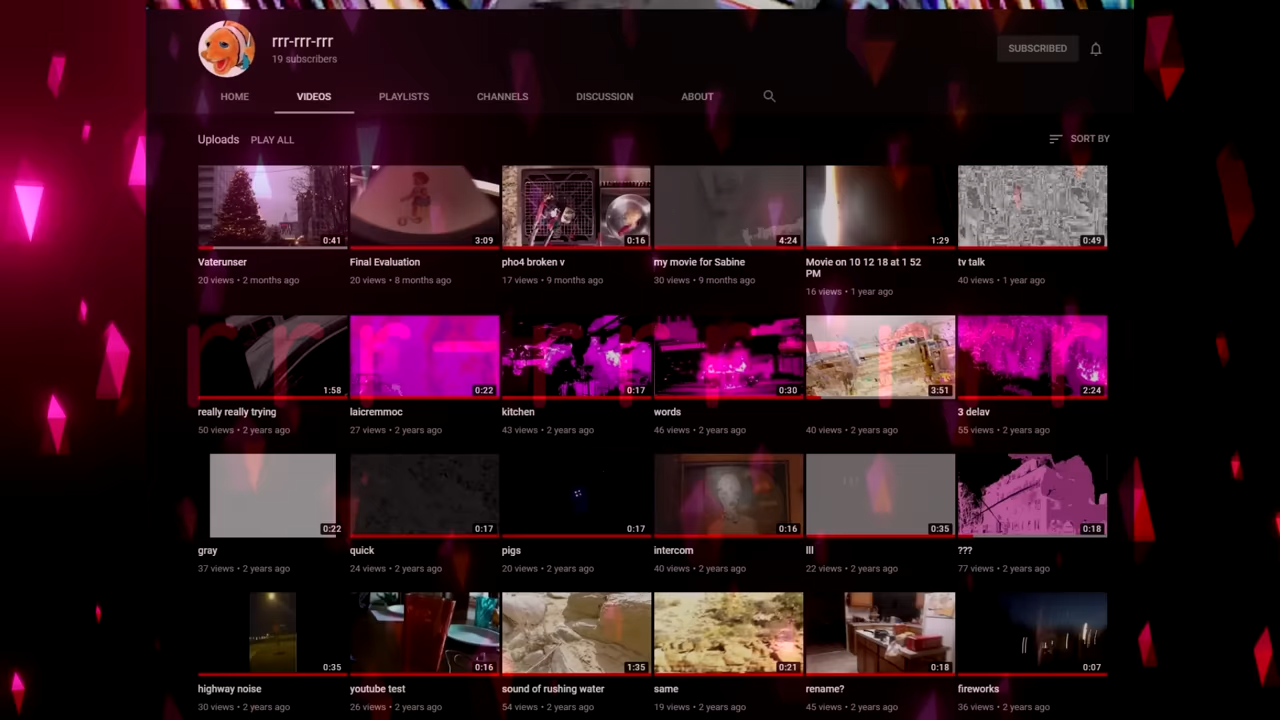 rrr-rrr-rrr
19 subscribers
SUBSCRIBED
HOME VIDEOS PLAYLISTS CHANNELS DISCUSSION ABOUT
Uploads PLAY ALL SORT BY
0:41 3:09 0:16 4:24 1:29 0:49
Vaterunser Final Evaluation pho4 broken v my movie for Sabine Movie on 10 12 18 at 1 52 PM tv talk
20 views • 2 months ago 20 views • 8 months ago 17 views • 9 months ago 30 views • 9 months ago 16 views • 1 year ago 40 views • 1 year ago
rrr-rrr-rrr
1:58 0:22 0:17 0:30 3:51 2:24
really really trying laicremmoc kitchen words 3 delav
50 views • 2 years ago 27 views • 2 years ago 43 views • 2 years ago 46 views • 2 years ago 40 views • 2 years ago 55 views • 2 years ago
0:22 0:17 0:17 0:16 0:35 0:18
gray quick pigs intercom lll ???
37 views • 2 years ago 24 views • 2 years ago 20 views • 2 years ago 40 views • 2 years ago 22 views • 2 years ago 77 views • 2 years ago
0:35 0:16 1:35 0:21 0:18 0:07
highway noise youtube test sound of rushing water same rename? fireworks
30 views • 2 years ago 26 views • 2 years ago 54 views • 2 years ago 19 views • 2 years ago 45 views • 2 years ago 36 views • 2 years ago